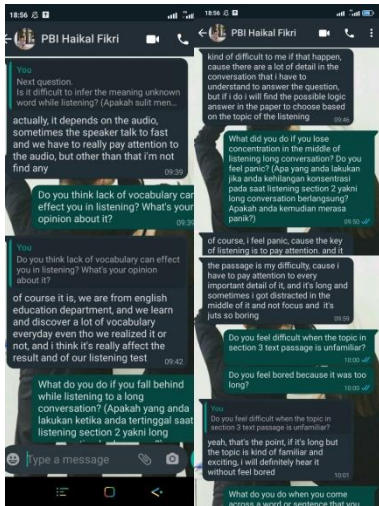 18:56
PBI Haikal Fikri
You
Next question.
Is it difficult to infer the meaning unknown
word while listening? (Apakah sulit men...
actually, it depends on the audio,
sometimes the speaker talk to fast
and we have to really pay attention to
the audio, but other than that i'm not
find any
09:39
Do you think lack of vocabulary can
effect you in listening? What's your
opinion about it?
09:39
You
Do you think lack of vocabulary can effect
you in listening? What's your opinion
about it?
of course it is, we are from english
education department, and we learn
and discover a lot of vocabulary
everyday even tho we realized it or
not, and i think it's really affect the
result and of our listening test
09:42
What do you do if you fall behind
while listening to a long
conversation? (Apakah yang anda
lakukan ketika anda tertinggal saat
listening section 2 yakni long
Type a message
18:56
PBI Haikal Fikri
kind of difficult to me if that happen,
cause there are a lot of detail in the
conversation that i have to
understand to answer the question,
but if i do i will find the possible logic
answer in the paper to choose based
on the topic of the listening
09:46
What did you do if you lose
concentration in the middle of
listening long conversation? Do you
feel panic? (Apa yang anda lakukan
jika anda kehilangan konsentrasi
pada saat listening section 2 yakni
long conversation berlangsung?
Apakah anda kemudian merasa
panik?)
09:50
of course, i feel panic, cause the key
of listening is to pay attention. and it
the passage is my difficulty, cause i
have to pay attention to every
important detail of it, and it's long and
sometimes i got distracted in the
middle of it and not focus and it's
juts so boring
09:59
Do you feel difficult when the topic in
section 3 text passage is unfamiliar?
10:00
Do you feel bored because it was too
long?
10:00
You
Do you feel difficult when the topic in
section 3 text passage is unfamiliar?
yeah, that's the point, if it's long but
the topic is kind of familiar and
exciting, i will definitely hear it
without feel bored
10:01
What do you do when you come
across a word or sentence that you